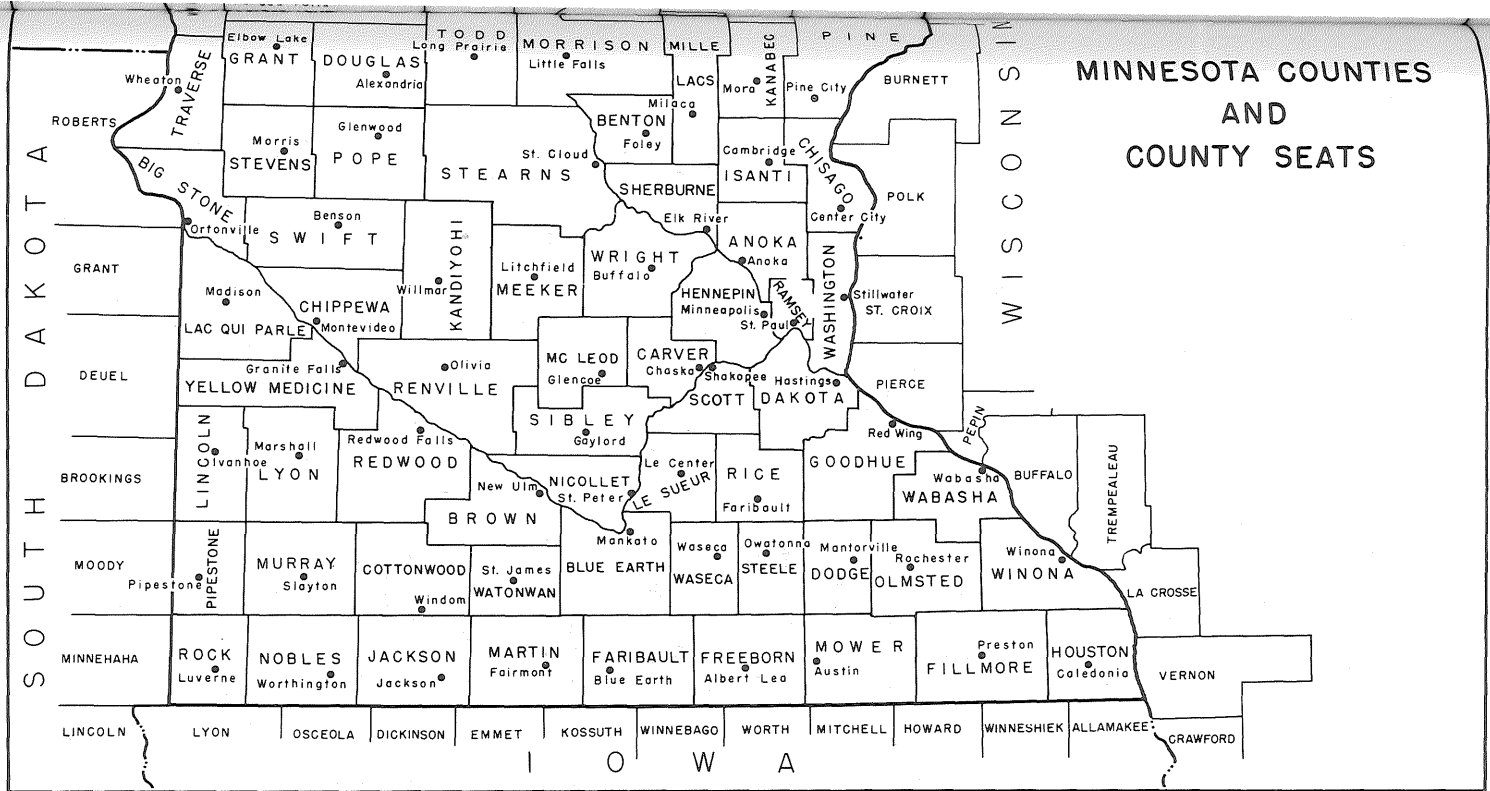 MINNESOTA COUNTIES
AND
COUNTY SEATS
SOUTH DAKOTA
WISCONSIN
IOWA
Elbow Lake
GRANT
DOUGLAS
Alexandria
TODD
Long Prairie
MORRISON
Little Falls
MILLE
LACS
Milaca
KANABEC
Mora
PINE
Pine City
BURNETT
Wheaton
TRAVERSE
ROBERTS
Morris
STEVENS
Glenwood
POPE
STEARNS
St. Cloud
BENTON
Foley
SHERBURNE
Elk River
Cambridge
ISANTI
CHISAGO
Center City
POLK
BIG STONE
Ortonville
Benson
SWIFT
KANDIYOHI
Willmar
Litchfield
MEEKER
WRIGHT
Buffalo
ANOKA
Anoka
HENNEPIN
Minneapolis
RAMSEY
St. Paul
WASHINGTON
Stillwater
ST. CROIX
GRANT
Madison
LAC QUI PARLE
CHIPPEWA
Montevideo
DEUEL
Granite Falls
YELLOW MEDICINE
Olivia
RENVILLE
MC LEOD
Glencoe
CARVER
Chaska
Shakopee
SCOTT
Hastings
DAKOTA
PIERCE
PEPIN
LINCOLN
Ivanhoe
Marshall
LYON
Redwood Falls
REDWOOD
SIBLEY
Gaylord
Red Wing
GOODHUE
BROOKINGS
New Ulm
BROWN
NICOLLET
St. Peter
Le Center
LE SUEUR
RICE
Faribault
Wabasha
WABASHA
BUFFALO
TREMPEALEAU
MOODY
Pipestone
PIPESTONE
MURRAY
Slayton
COTTONWOOD
Windom
St. James
WATONWAN
Mankato
BLUE EARTH
Waseca
WASECA
Owatonna
STEELE
Mantorville
DODGE
Rochester
OLMSTED
Winona
WINONA
LA CROSSE
MINNEHAHA
ROCK
Luverne
NOBLES
Worthington
JACKSON
Jackson
MARTIN
Fairmont
FARIBAULT
Blue Earth
FREEBORN
Albert Lea
MOWER
Austin
Preston
FILLMORE
HOUSTON
Caledonia
VERNON
LINCOLN
LYON
OSCEOLA
DICKINSON
EMMET
KOSSUTH
WINNEBAGO
WORTH
MITCHELL
HOWARD
WINNESHIEK
ALLAMAKEE
CRAWFORD